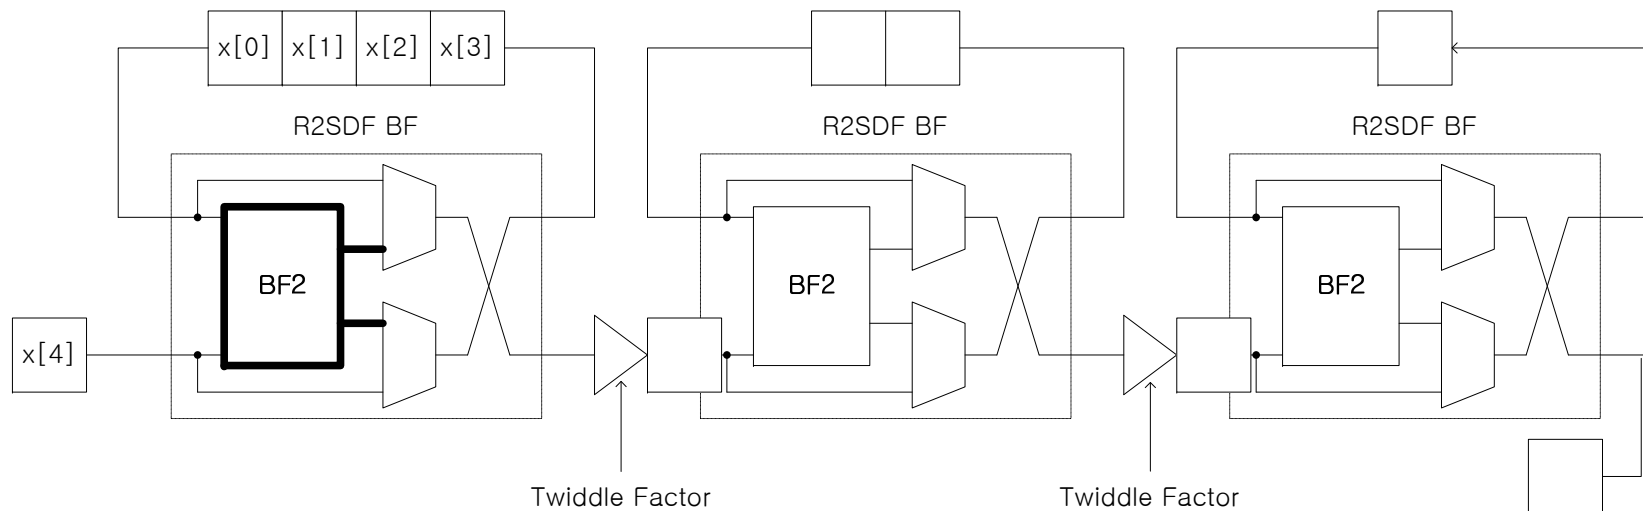 x[0] x[1] x[2] x[3]
R2SDF BF R2SDF BF R2SDF BF
BF2 BF2 BF2
x[4]
Twiddle Factor Twiddle Factor